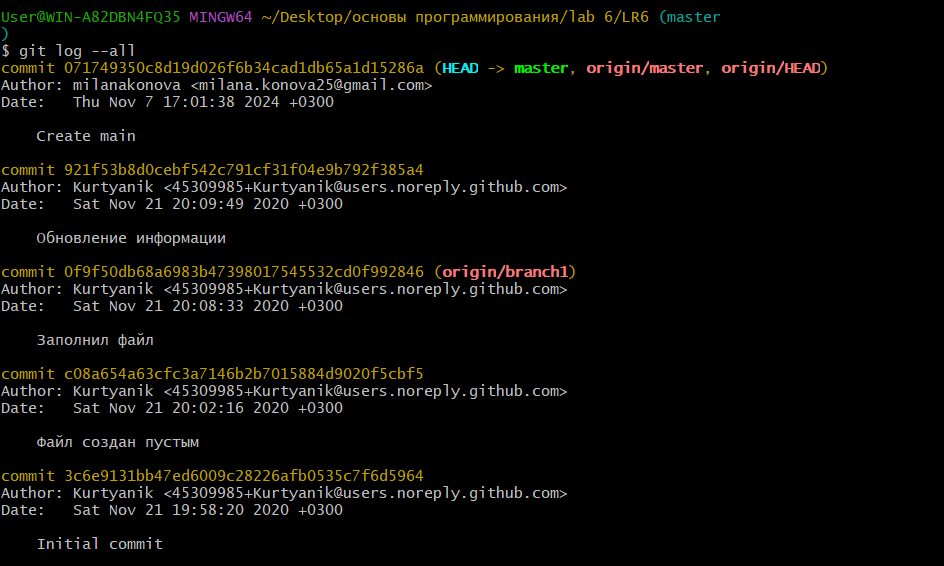 User@WIN-A82DBN4FQ35 MINGW64 ~/Desktop/основы программирования/lab 6/LR6 (master
)
$ git log --all
commit 071749350c8d19d026f6b34cad1db65a1d15286a (HEAD -> master, origin/master, origin/HEAD)
Author: milanakonova <milana.konova25@gmail.com>
Date:   Thu Nov 7 17:01:38 2024 +0300
    Create main
commit 921f53b8d0cebf542c791cf31f04e9b792f385a4
Author: Kurtyanik <45309985+Kurtyanik@users.noreply.github.com>
Date:   Sat Nov 21 20:09:49 2020 +0300
    Обновление информации
commit 0f9f50db68a6983b47398017545532cd0f992846 (origin/branch1)
Author: Kurtyanik <45309985+Kurtyanik@users.noreply.github.com>
Date:   Sat Nov 21 20:08:33 2020 +0300
    Заполнил файл
commit c08a654a63cfc3a7146b2b7015884d9020f5cbf5
Author: Kurtyanik <45309985+Kurtyanik@users.noreply.github.com>
Date:   Sat Nov 21 20:02:16 2020 +0300
    Файл создан пустым
commit 3c6e9131bb47ed6009c28226afb0535c7f6d5964
Author: Kurtyanik <45309985+Kurtyanik@users.noreply.github.com>
Date:   Sat Nov 21 19:58:20 2020 +0300
    Initial commit